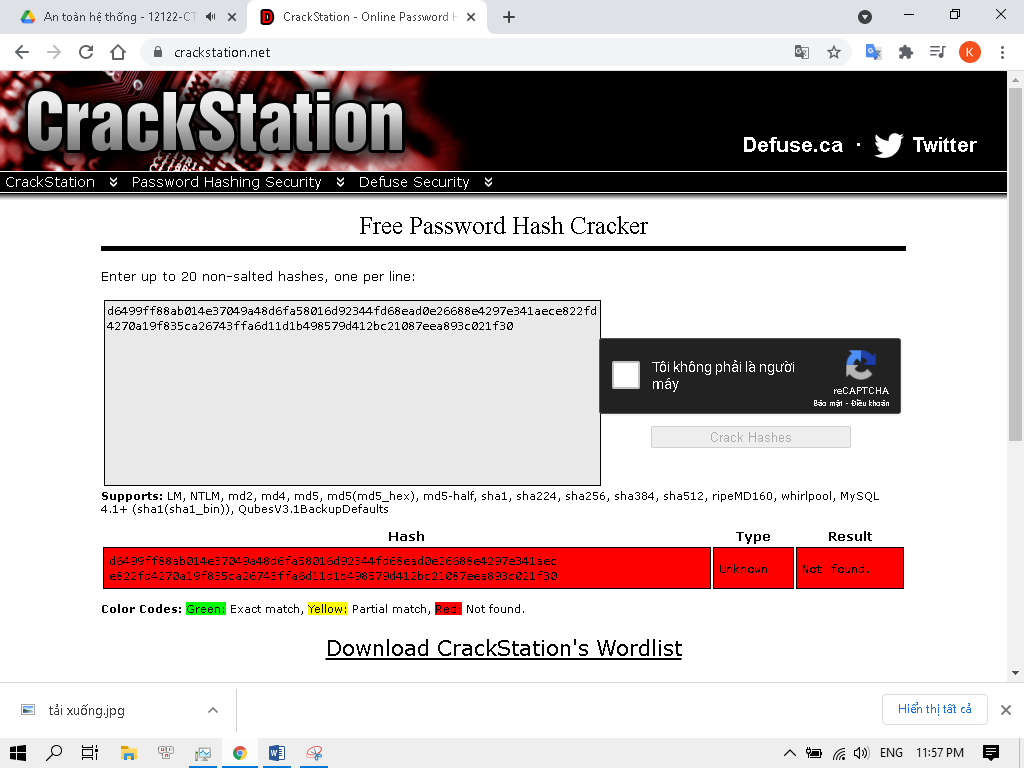 An toàn hệ thống - 12122-CT
CrackStation - Online Password H
crackstation.net
K
CrackStation
Defuse.ca · Twitter
CrackStation Password Hashing Security Defuse Security
Free Password Hash Cracker
Enter up to 20 non-salted hashes, one per line:
d6499ff88ab014e37049a48d6fa58016d92344fd68ead0e26688e4297e341aece822fd
4270a19f835ca26743ffa6d11d1b498579d412bc21087eea893c021f30
Tôi không phải là người
máy
reCAPTCHA
Bảo mật - Điều khoản
Crack Hashes
Supports: LM, NTLM, md2, md4, md5, md5(md5_hex), md5-half, sha1, sha224, sha256, sha384, sha512, ripeMD160, whirlpool, MySQL
4.1+ (sha1(sha1_bin)), QubesV3.1BackupDefaults
Hash Type Result
d6499ff88ab014e37049a48d6fa58016d92344fd68ead0e26688e4297e341aec
e822fd4270a19f835ca26743ffa6d11d1b498579d412bc21087eea893c021f30
Unknown
Not found.
Color Codes: Green: Exact match, Yellow: Partial match, Red: Not found.
Download CrackStation's Wordlist
tải xuống.jpg
Hiển thị tất cả
ENG 11:57 PM